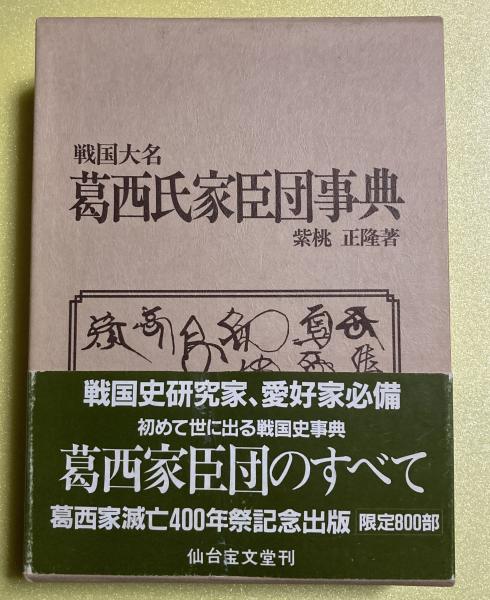 戦国大名
葛西氏家臣団事典
紫桃 正隆著
戦国史研究家、愛好家必備
初めて世に出る戦国史事典
葛西家臣団のすべて
葛西家滅亡400年祭記念出版 限定800部
仙台宝文堂刊